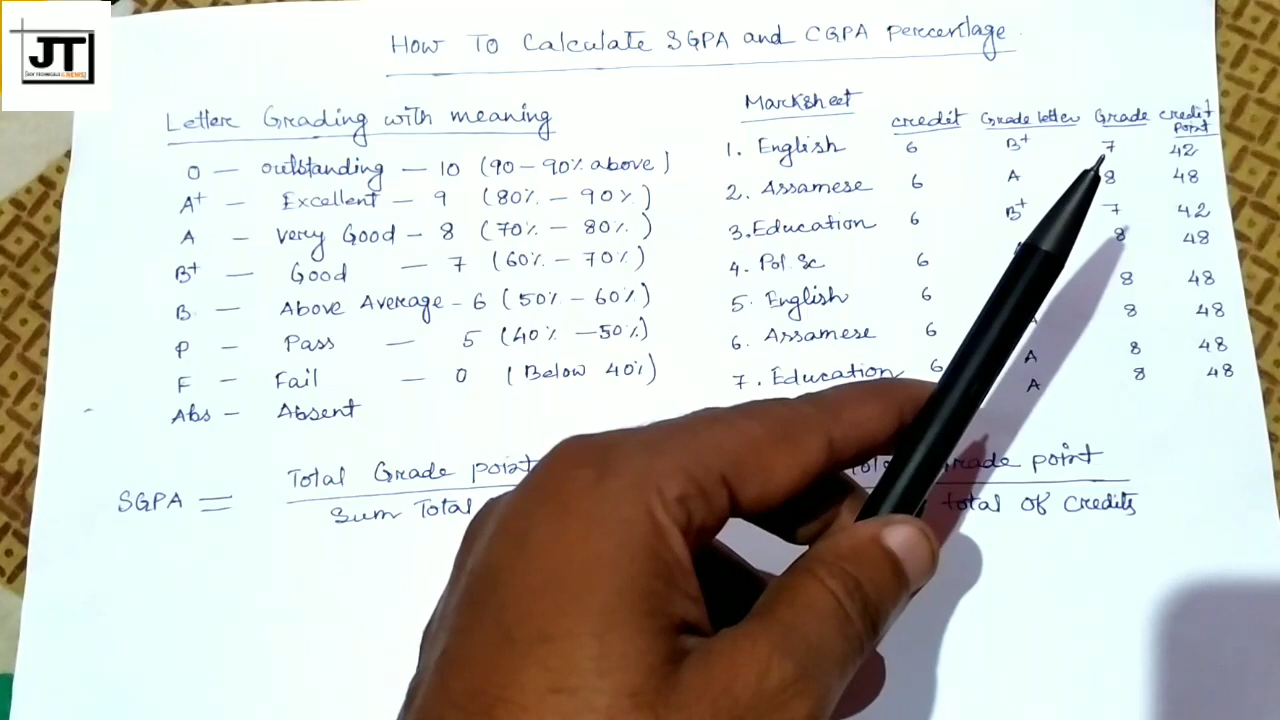 JT
How To Calculate SGPA and CGPA percentage
Letter Grading with meaning
O — outstanding — 10 (90 – 90% above)
A+ — Excellent — 9 (80% – 90%)
A — very Good — 8 (70% – 80%)
B+ — Good — 7 (60% – 70%)
B — Above Average – 6 (50% – 60%)
P — Pass — 5 (40% – 50%)
F — Fail — 0 (Below 40%)
Abs — Absent
Marksheet credit Grade letter Grade credit point
1. English 6 B+ 7 42
2. Assamese 6 A 8 48
3. Education 6 B+ 7 42
4. Pol. Sc 6 8 48
5. English 6 8 48
6. Assamese 6 8 48
7. Education 6 A 8 48
A 8 48
SGPA = Total Grade point
Sum Total
Grade point
total of credits